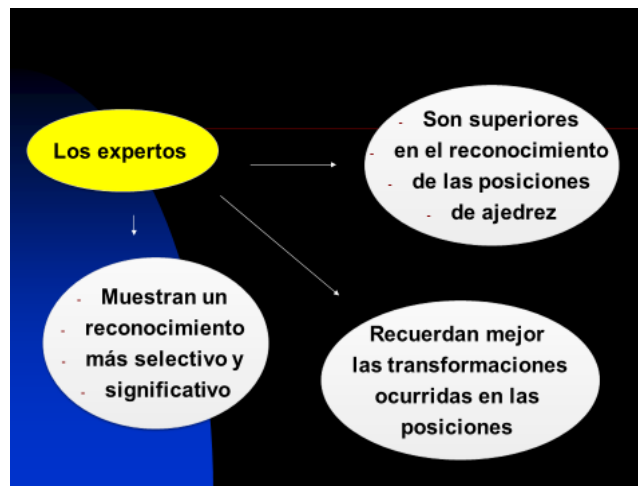 Los expertos
- Son superiores
- en el reconocimiento
- de las posiciones
- de ajedrez
- Muestran un
- reconocimiento
- más selectivo y
- significativo
Recuerdan mejor
las transformaciones
ocurridas en las
posiciones